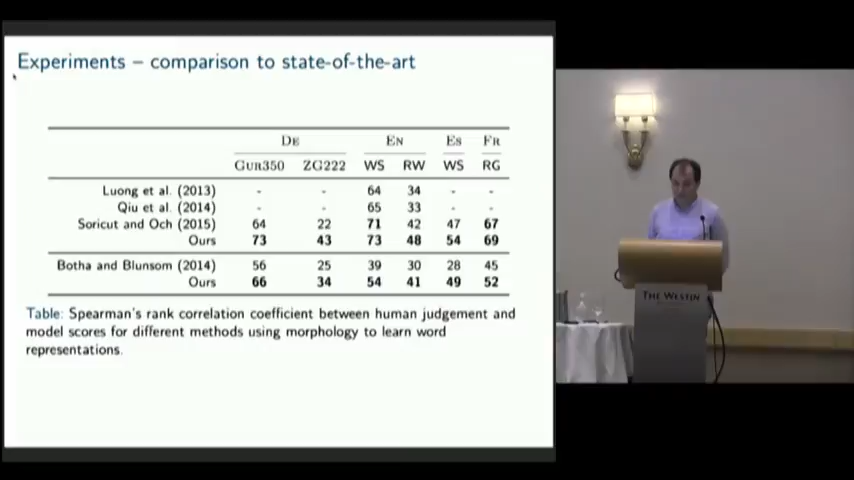 Experiments – comparison to state-of-the-art
DE EN ES FR
GUR350 ZG222 WS RW WS RG
Luong et al. (2013) - - 64 34 - -
Qiu et al. (2014) - - 65 33 - -
Soricut and Och (2015) 64 22 71 42 47 67
Ours 73 43 73 48 54 69
Botha and Blunsom (2014) 56 25 39 30 28 45
Ours 66 34 54 41 49 52
Table: Spearman's rank correlation coefficient between human judgement and
model scores for different methods using morphology to learn word
representations.
THE WESTIN